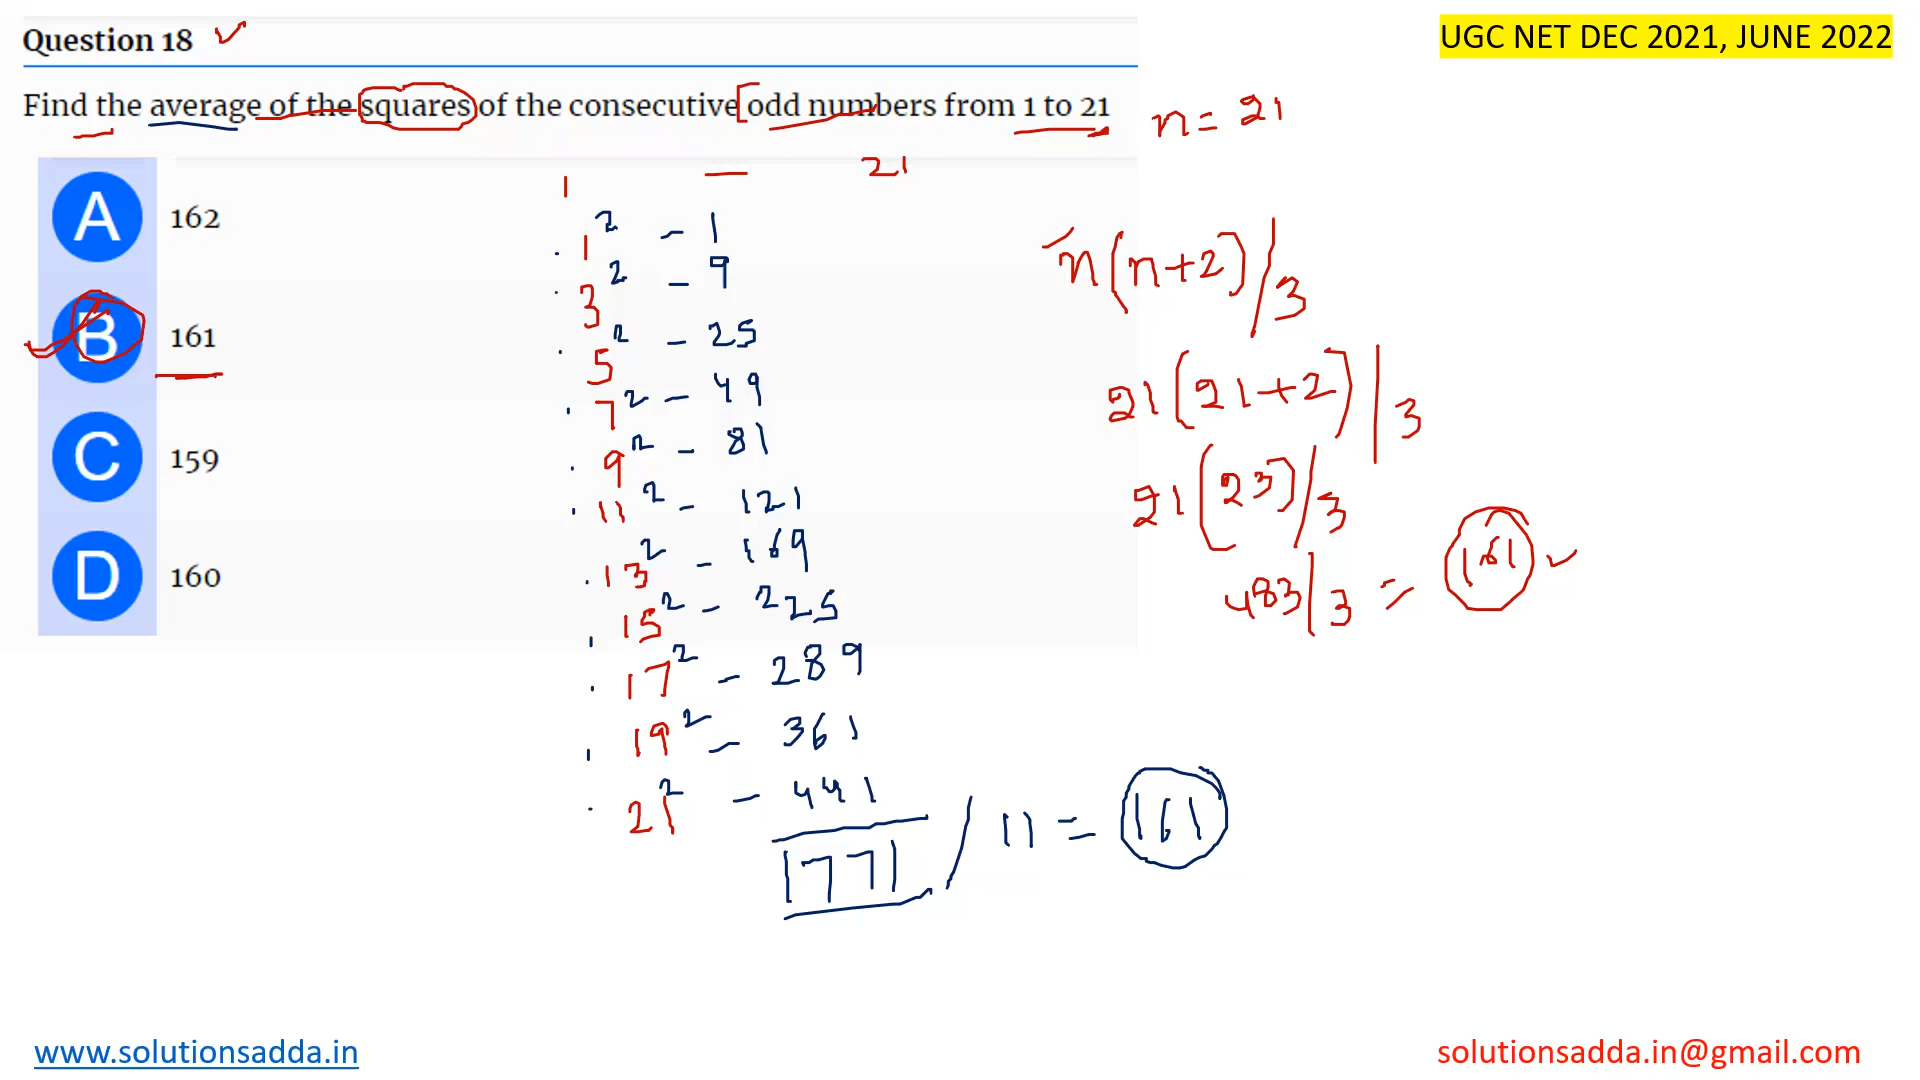 Question 18
UGC NET DEC 2021, JUNE 2022
Find the average of the squares of the consecutive odd numbers from 1 to 21
n = 21
A 162
B 161
C 159
D 160
1 — 21
1² - 1
3² - 9
5² - 25
7² - 49
9² - 81
11² - 121
13² - 169
15² - 225
17² - 289
19² - 361
21² - 441
1771 / 11 = 161
n(n+2)/3
21(21+2)|3
21(23)/3
483|3 = 161
www.solutionsadda.in
solutionsadda.in@gmail.com